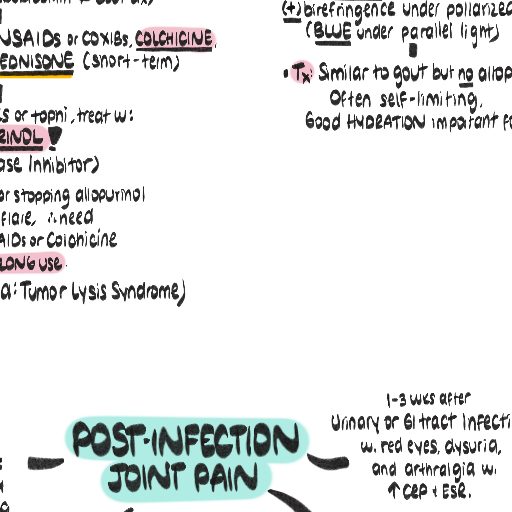 NSAIDs or COXIBs, COLCHICINE,
EDNISONE (short-term)
or tophi, treat w:
RINOL
ase Inhibitor)
or stopping allopurinol
flare, ∴ need
AIDs or Colchicine
LONG use.
a: Tumor Lysis Syndrome)
(+) birefringence under polarized
(BLUE under parallel light)
• Tx: Similar to gout but no allop
Often self-limiting.
Good HYDRATION important fo
POST-INFECTION
JOINT PAIN
1-3 wks after
Urinary or GI tract Infecti
w. red eyes, dysuria,
and arthralgia w.
↑ CRP + ESR.